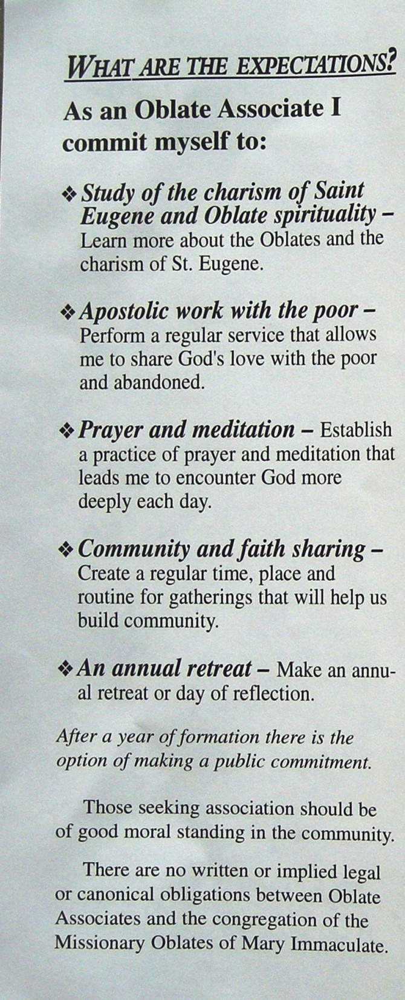 WHAT ARE THE EXPECTATIONS?
As an Oblate Associate I
commit myself to:
❖ Study of the charism of Saint
Eugene and Oblate spirituality –
Learn more about the Oblates and the
charism of St. Eugene.
❖ Apostolic work with the poor –
Perform a regular service that allows
me to share God's love with the poor
and abandoned.
❖ Prayer and meditation – Establish
a practice of prayer and meditation that
leads me to encounter God more
deeply each day.
❖ Community and faith sharing –
Create a regular time, place and
routine for gatherings that will help us
build community.
❖ An annual retreat – Make an annu-
al retreat or day of reflection.
After a year of formation there is the
option of making a public commitment.
Those seeking association should be
of good moral standing in the community.
There are no written or implied legal
or canonical obligations between Oblate
Associates and the congregation of the
Missionary Oblates of Mary Immaculate.